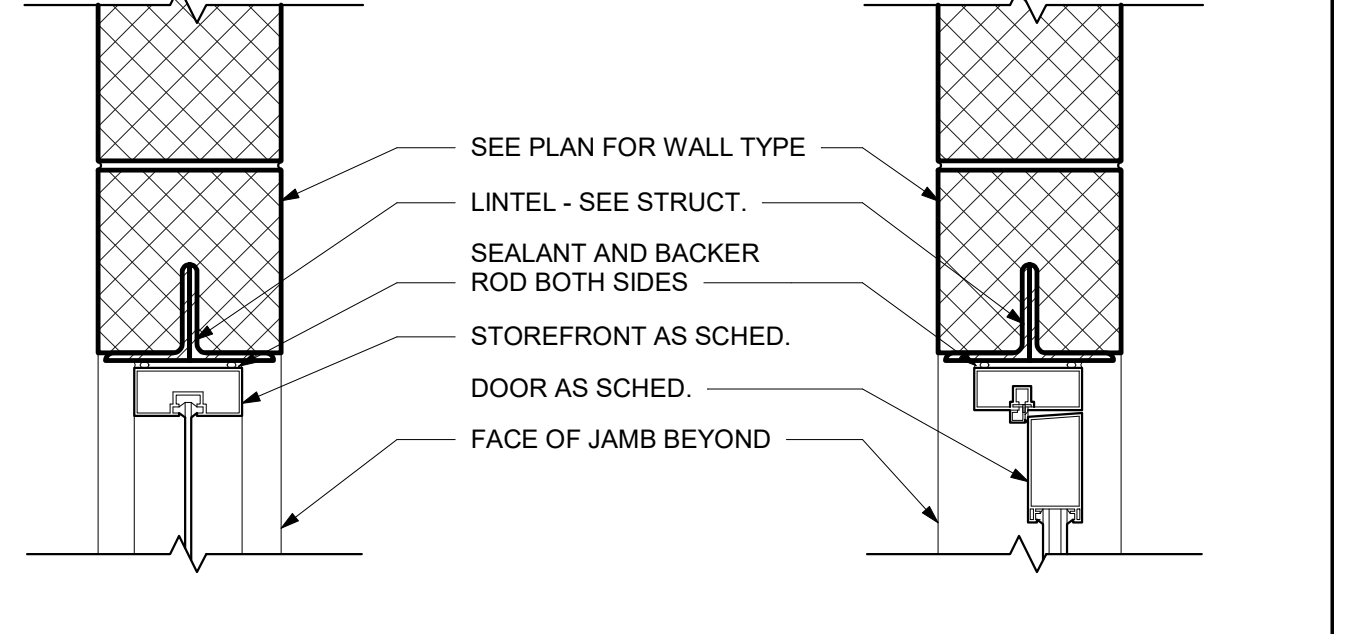 SEE PLAN FOR WALL TYPE
LINTEL - SEE STRUCT.
SEALANT AND BACKER
ROD BOTH SIDES
STOREFRONT AS SCHED.
DOOR AS SCHED.
FACE OF JAMB BEYOND